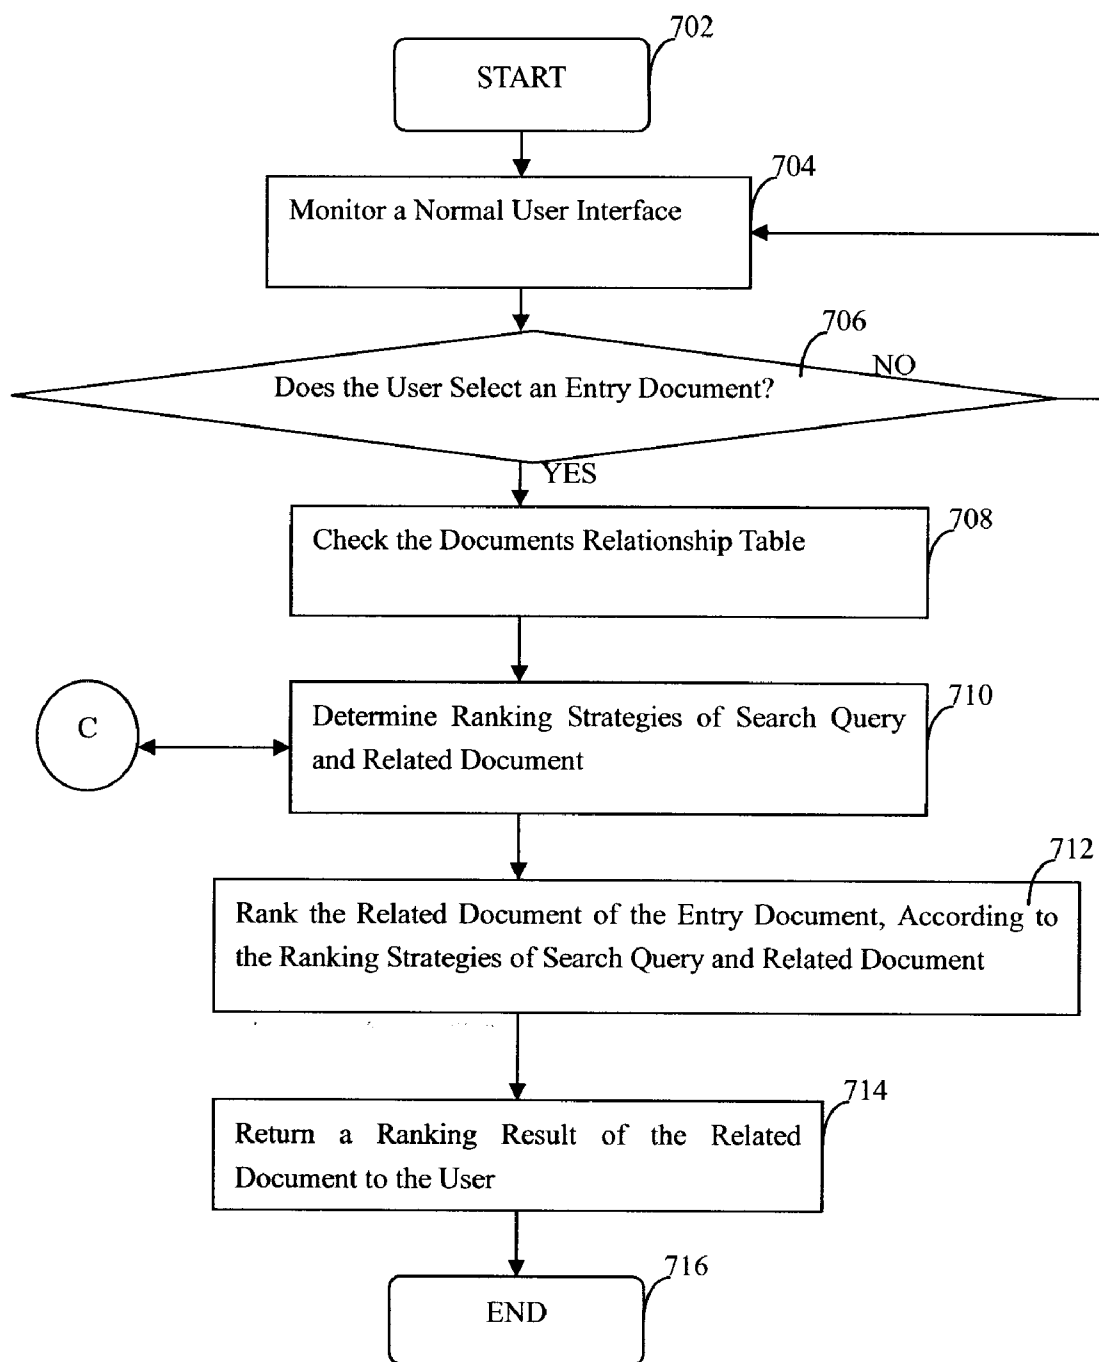 702
START
704
Monitor a Normal User Interface
706
NO
Does the User Select an Entry Document?
YES
708
Check the Documents Relationship Table
710
C
Determine Ranking Strategies of Search Query
and Related Document
712
Rank the Related Document of the Entry Document, According to
the Ranking Strategies of Search Query and Related Document
714
Return a Ranking Result of the Related
Document to the User
716
END